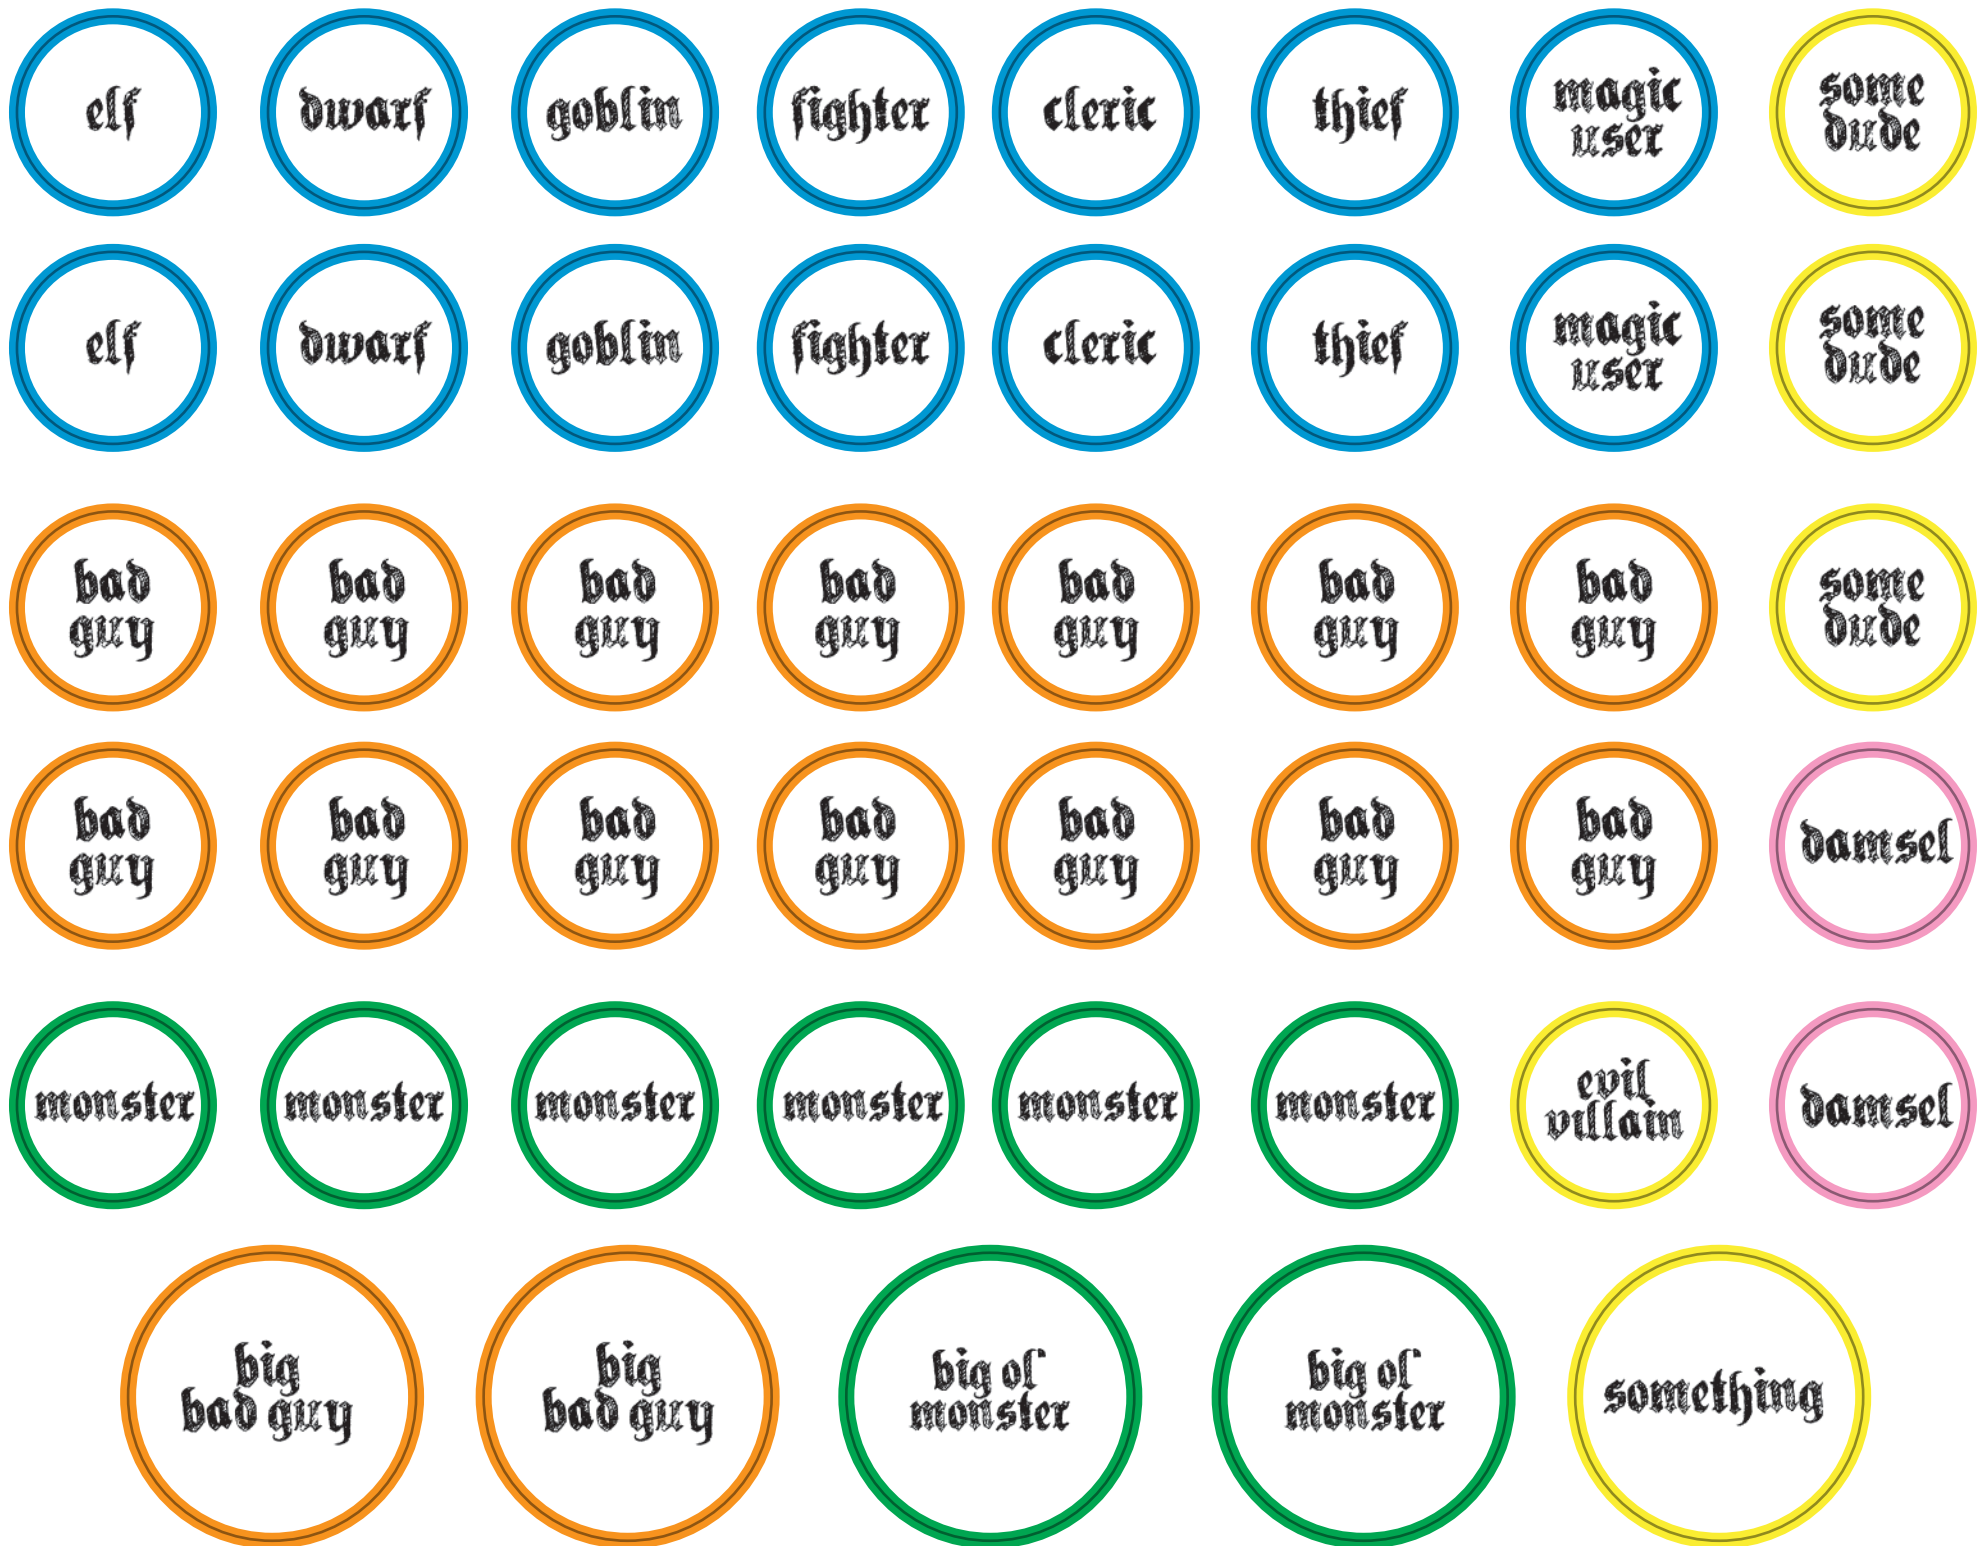 elf dwarf goblin fighter cleric thief magic user some dude
elf dwarf goblin fighter cleric thief magic user some dude
bad guy bad guy bad guy bad guy bad guy bad guy bad guy some dude
bad guy bad guy bad guy bad guy bad guy bad guy bad guy damsel
monster monster monster monster monster monster evil villain damsel
big bad guy big bad guy big ol' monster big ol' monster something